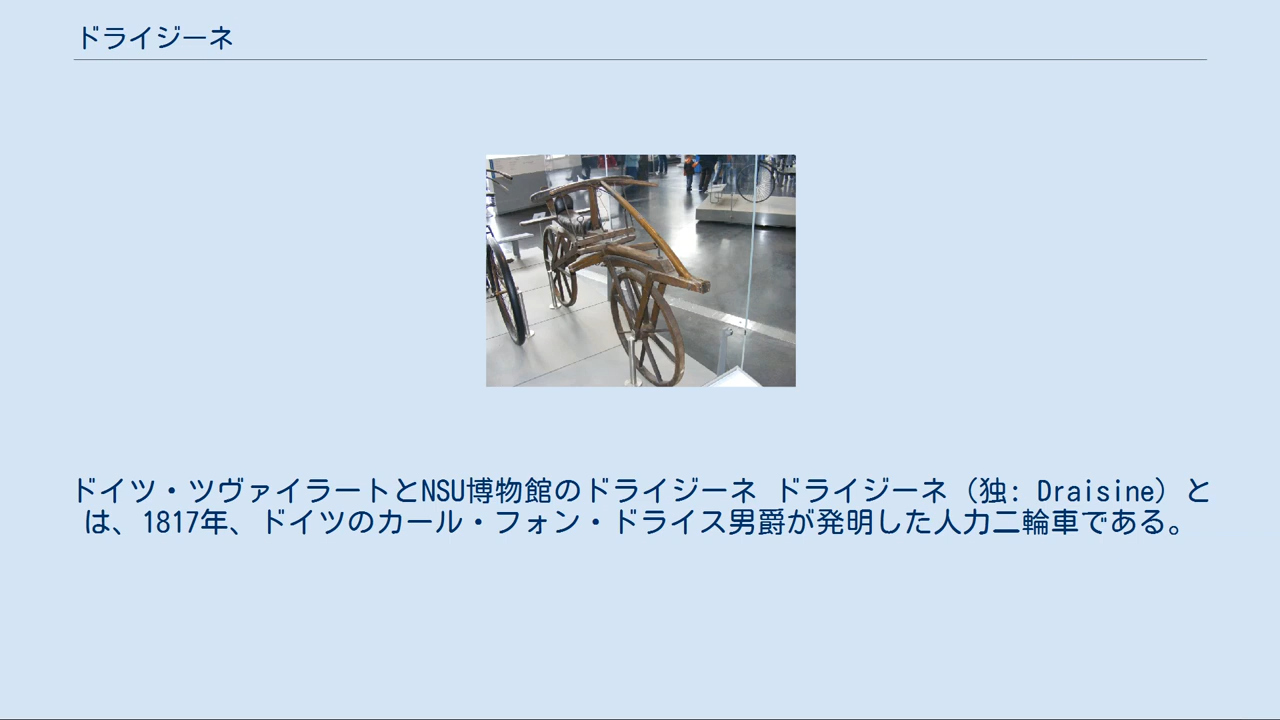 ドライジーネ
ドイツ・ツヴァイラートとNSU博物館のドライジーネ ドライジーネ（独: Draisine）と
は、1817年、ドイツのカール・フォン・ドライス男爵が発明した人力二輪車である。